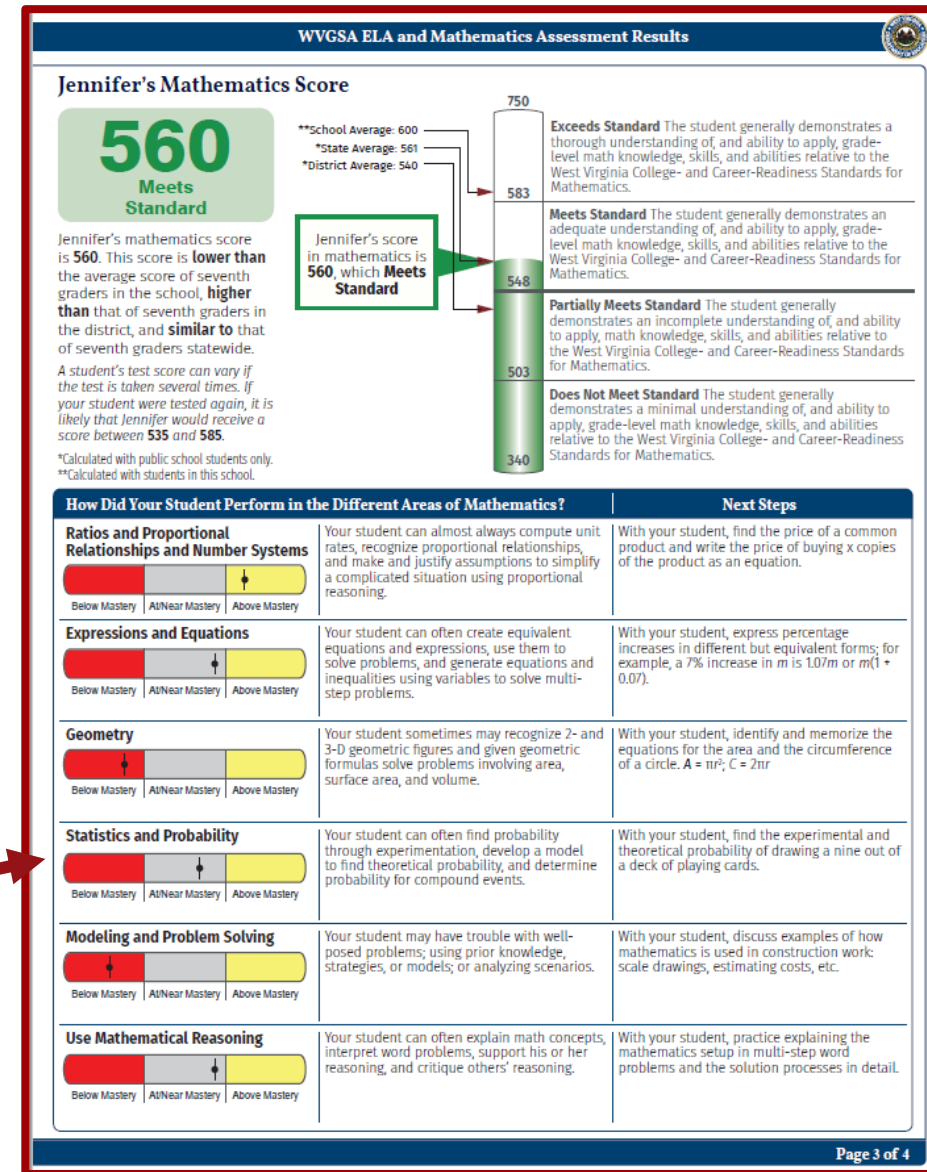 WVGSA ELA and Mathematics Assessment Results
Jennifer's Mathematics Score
560
Meets
Standard
Jennifer's mathematics score
is 560. This score is lower than
the average score of seventh
graders in the school, higher
than that of seventh graders in
the district, and similar to that
of seventh graders statewide.
A student's test score can vary if
the test is taken several times. If
your student were tested again, it is
likely that Jennifer would receive a
score between 535 and 585.
*Calculated with public school students only.
**Calculated with students in this school.
**School Average: 600
*State Average: 561
*District Average: 540
Jennifer's score
in mathematics is
560, which Meets
Standard
750
583
548
503
340
Exceeds Standard The student generally demonstrates a
thorough understanding of, and ability to apply, grade-
level math knowledge, skills, and abilities relative to the
West Virginia College- and Career-Readiness Standards for
Mathematics.
Meets Standard The student generally demonstrates an
adequate understanding of, and ability to apply, grade-
level math knowledge, skills, and abilities relative to the
West Virginia College- and Career-Readiness Standards for
Mathematics.
Partially Meets Standard The student generally
demonstrates an incomplete understanding of, and ability
to apply, math knowledge, skills, and abilities relative to
the West Virginia College- and Career-Readiness Standards
for Mathematics.
Does Not Meet Standard The student generally
demonstrates a minimal understanding of, and ability to
apply, grade-level math knowledge, skills, and abilities
relative to the West Virginia College- and Career-Readiness
Standards for Mathematics.
How Did Your Student Perform in the Different Areas of Mathematics?
Next Steps
Ratios and Proportional
Relationships and Number Systems
Below Mastery At/Near Mastery Above Mastery
Your student can almost always compute unit
rates, recognize proportional relationships,
and make and justify assumptions to simplify
a complicated situation using proportional
reasoning.
With your student, find the price of a common
product and write the price of buying x copies
of the product as an equation.
Expressions and Equations
Below Mastery At/Near Mastery Above Mastery
Your student can often create equivalent
equations and expressions, use them to
solve problems, and generate equations and
inequalities using variables to solve multi-
step problems.
With your student, express percentage
increases in different but equivalent forms; for
example, a 7% increase in m is 1.07m or m(1 +
0.07).
Geometry
Below Mastery At/Near Mastery Above Mastery
Your student sometimes may recognize 2- and
3-D geometric figures and given geometric
formulas solve problems involving area,
surface area, and volume.
With your student, identify and memorize the
equations for the area and the circumference
of a circle. A = πr²; C = 2πr
Statistics and Probability
Below Mastery At/Near Mastery Above Mastery
Your student can often find probability
through experimentation, develop a model
to find theoretical probability, and determine
probability for compound events.
With your student, find the experimental and
theoretical probability of drawing a nine out of
a deck of playing cards.
Modeling and Problem Solving
Below Mastery At/Near Mastery Above Mastery
Your student may have trouble with well-
posed problems; using prior knowledge,
strategies, or models; or analyzing scenarios.
With your student, discuss examples of how
mathematics is used in construction work:
scale drawings, estimating costs, etc.
Use Mathematical Reasoning
Below Mastery At/Near Mastery Above Mastery
Your student can often explain math concepts,
interpret word problems, support his or her
reasoning, and critique others' reasoning.
With your student, practice explaining the
mathematics setup in multi-step word
problems and the solution processes in detail.
Page 3 of 4